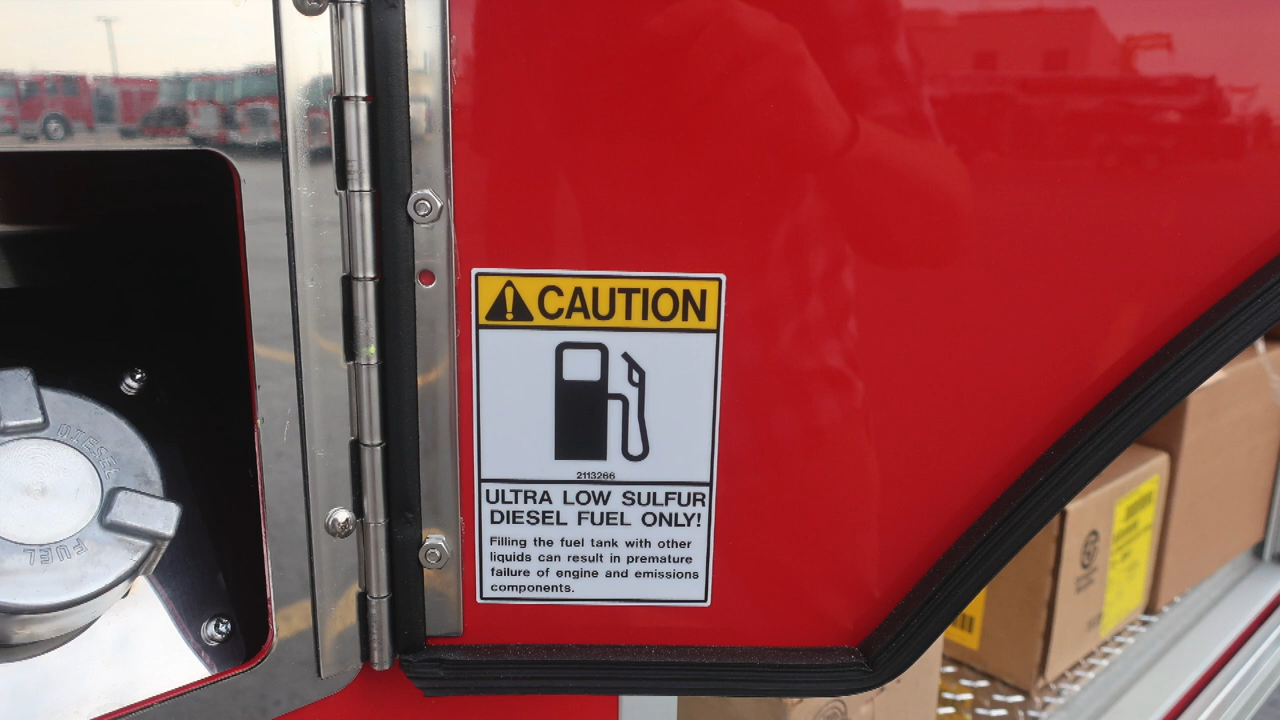 CAUTION
2113266
ULTRA LOW SULFUR
DIESEL FUEL ONLY!
Filling the fuel tank with other
liquids can result in premature
failure of engine and emissions
components.
DIESEL
FUEL